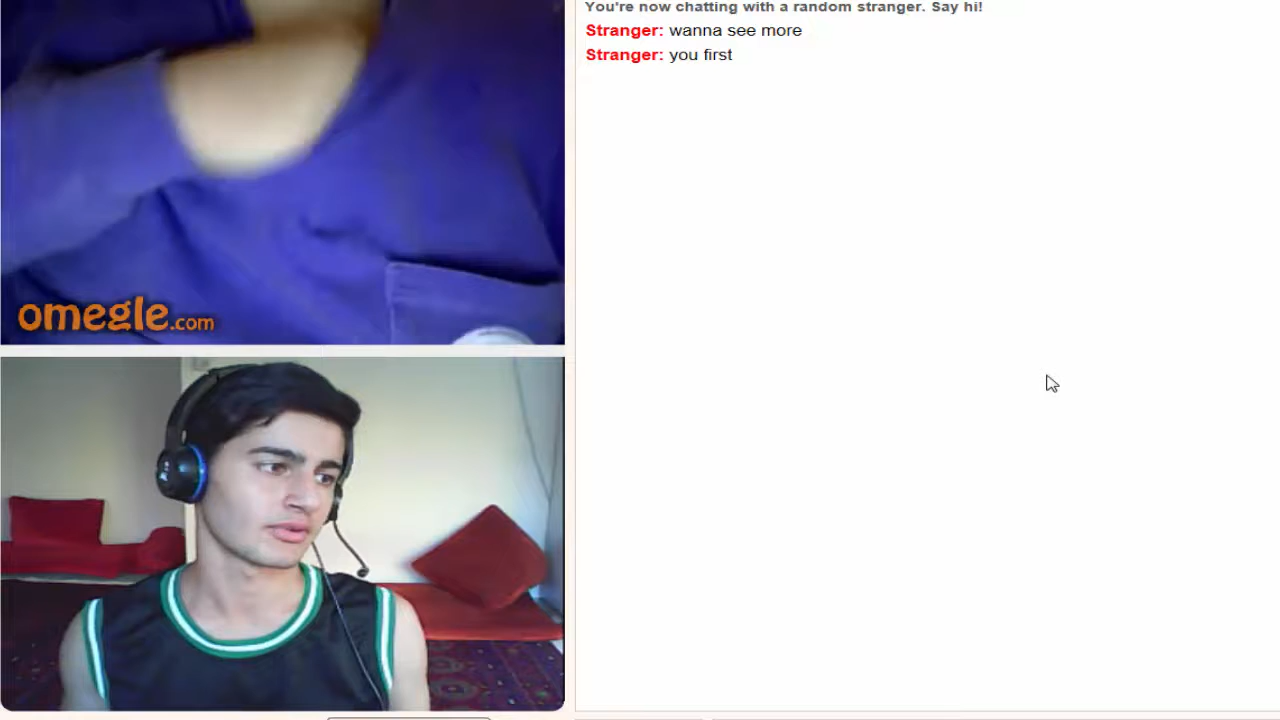 You're now chatting with a random stranger. Say hi!
Stranger: wanna see more
Stranger: you first
omegle.com